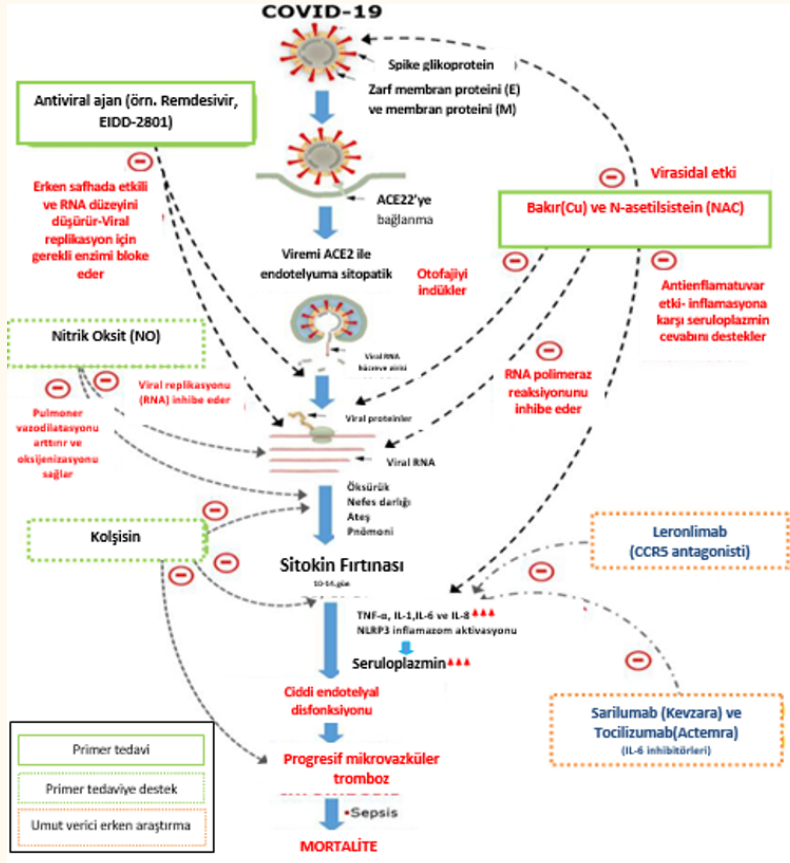 COVID-19
Spike glikoprotein
Zarf membran proteini (E)
ve membran proteini (M)
Antiviral ajan (örn. Remdesivir,
EIDD-2801)
Erken safhada etkili
ve RNA düzeyini
düşürür-Viral
replikasyon için
gerekli enzimi bloke
eder
ACE22'ye
bağlanma
Virasidal etki
Bakır(Cu) ve N-asetilsistein (NAC)
Viremi ACE2 ile
endotelyuma sitopatik
Otofajiyi
indükler
Antienflamatuvar
etki- inflamasyona
karşı seruloplazmin
cevabını destekler
Nitrik Oksit (NO)
Viral RNA
hücreye girişi
RNA polimeraz
reaksiyonunu
inhibe eder
Viral replikasyonu
(RNA) inhibe eder
Pulmoner
vazodilatasyonu
arttırır ve
oksijenizasyonu
sağlar
Viral proteinler
Viral RNA
Öksürük
Nefes darlığı
Ateş
Pnömoni
Kolşisin
Sitokin Fırtınası
10-14.gün
Leronlimab
(CCR5 antagonisti)
TNF-α, IL-1,IL-6 ve IL-8
NLRP3 inflamazom aktivasyonu
Seruloplazmin
Ciddi endotelyal
disfonksiyonu
Sarilumab (Kevzara) ve
Tocilizumab(Actemra)
(IL-6 inhibitörleri)
Progresif mikrovazküler
tromboz
•Sepsis
MORTALİTE
Primer tedavi
Primer tedaviye destek
Umut verici erken araştırma